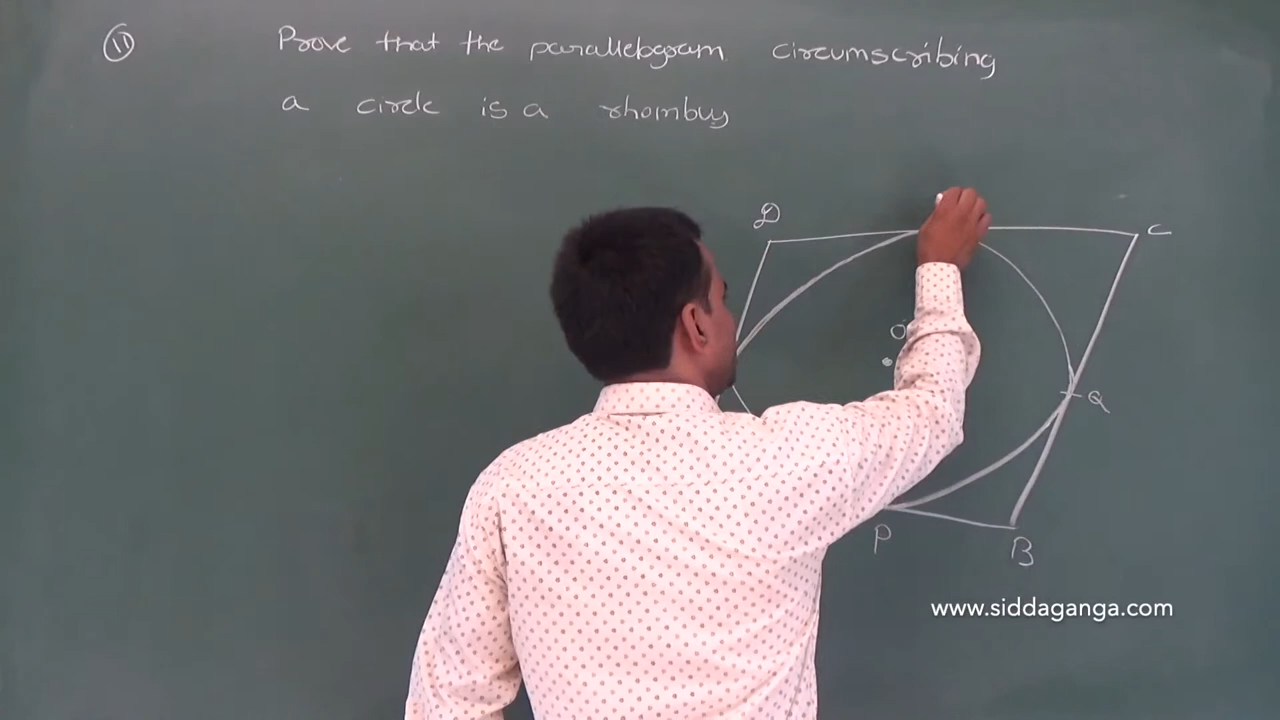 11 Prove that the parallelogram circumscribing
a circle is a rhombus
D
C
O
Q
P
B
www.siddaganga.com